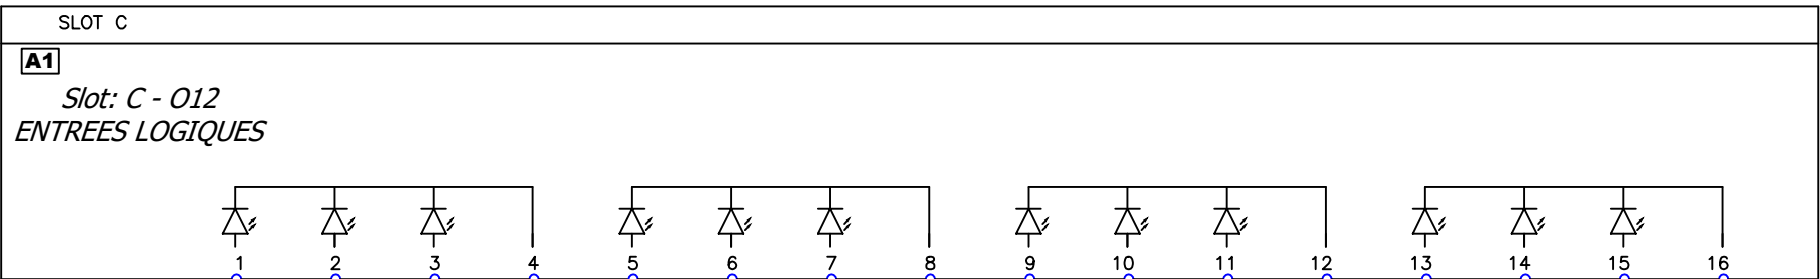 SLOT C
A1
Slot: C - O12
ENTREES LOGIQUES
1 2 3 4 5 6 7 8 9 10 11 12 13 14 15 16